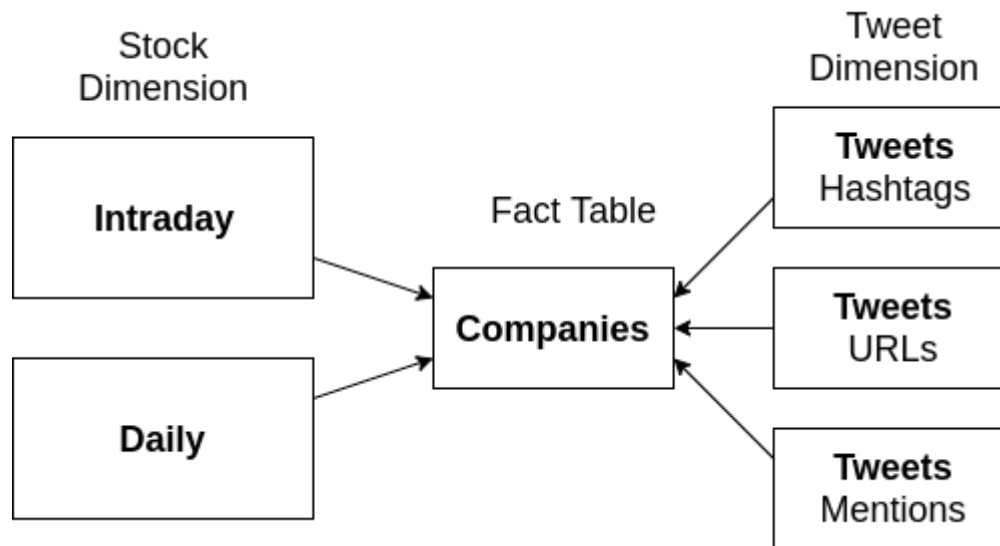 Stock
Dimension
Intraday
Daily
Fact Table
Companies
Tweet
Dimension
Tweets
Hashtags
Tweets
URLs
Tweets
Mentions